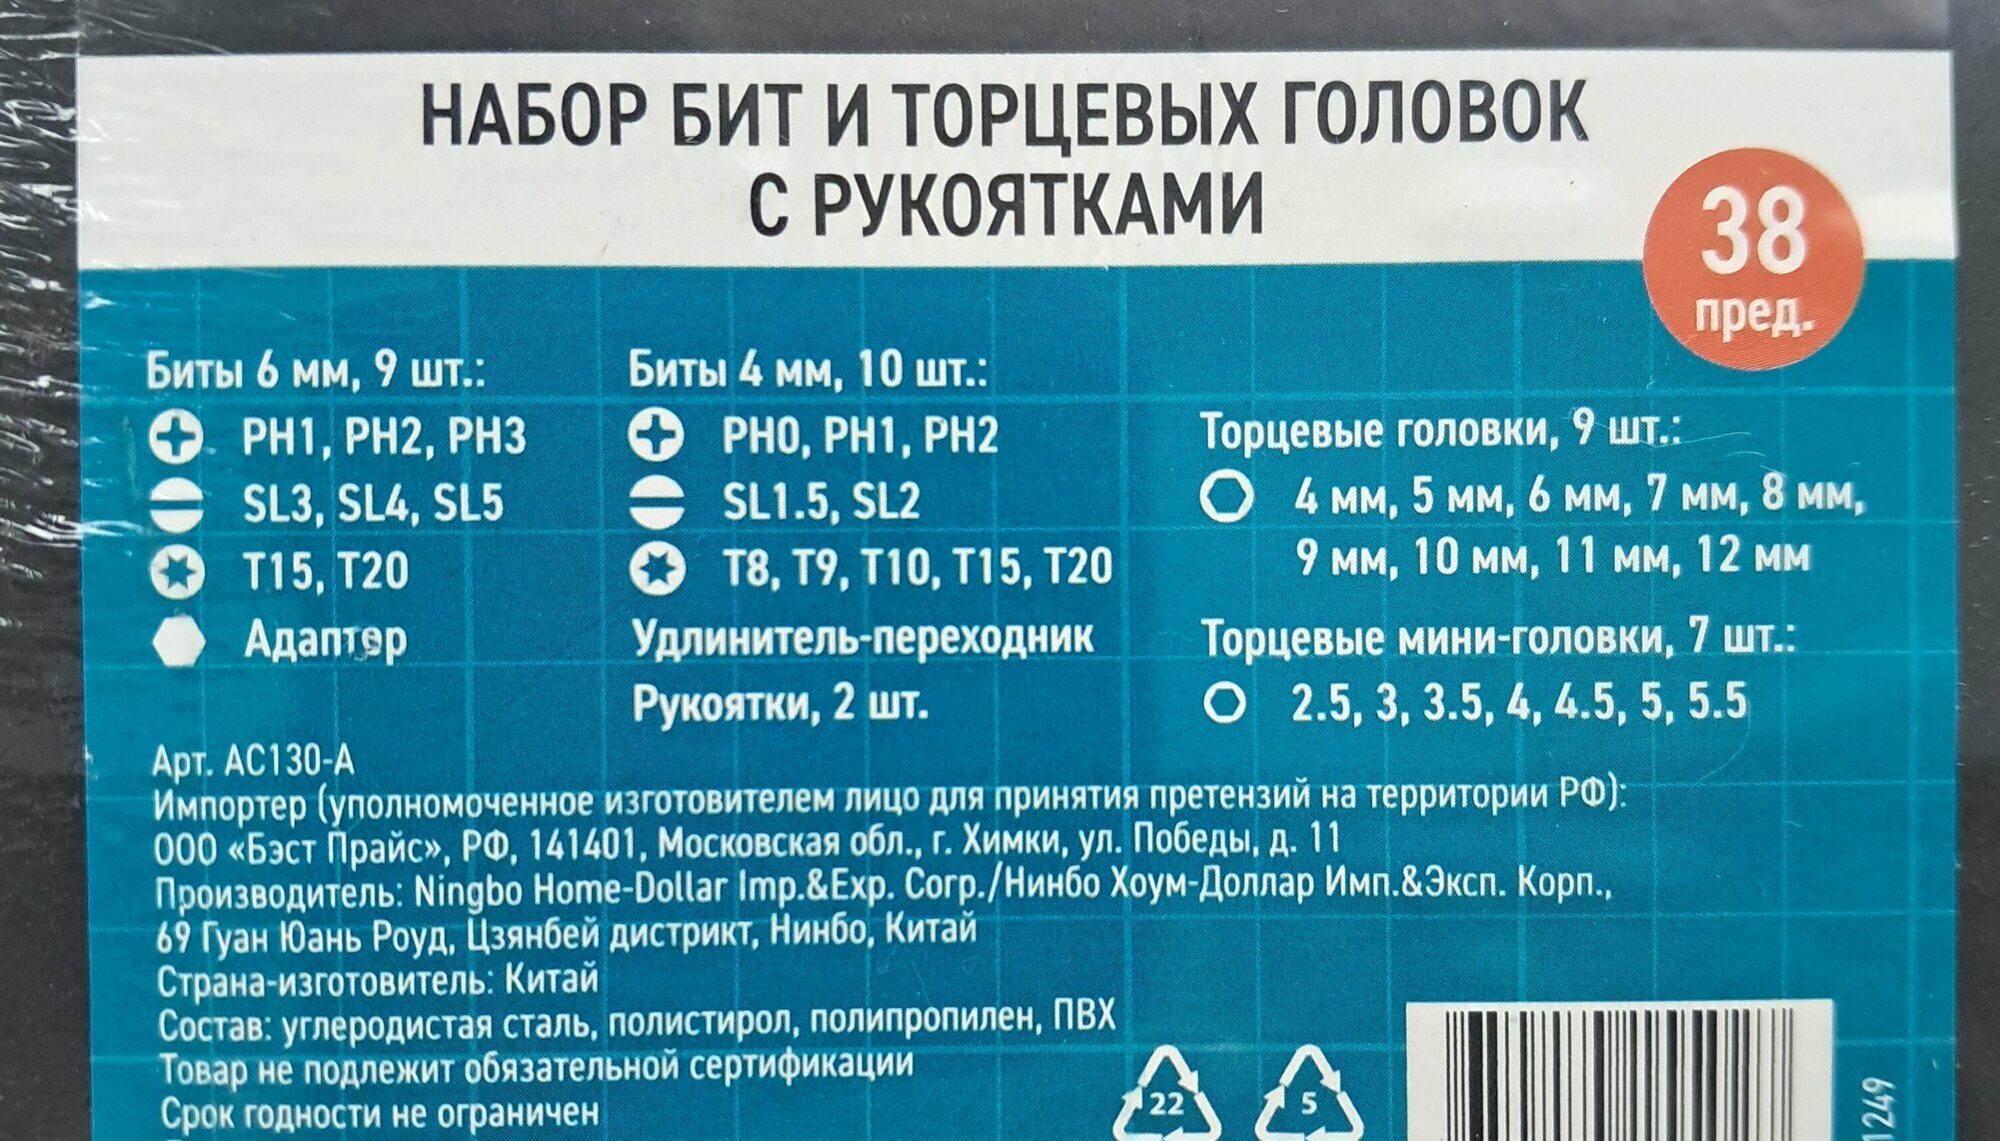 НАБОР БИТ И ТОРЦЕВЫХ ГОЛОВОК
С РУКОЯТКАМИ
38
пред.
Биты 6 мм, 9 шт.:
PH1, PH2, PH3
SL3, SL4, SL5
T15, T20
Адаптер
Биты 4 мм, 10 шт.:
PH0, PH1, PH2
SL1.5, SL2
T8, T9, T10, T15, T20
Удлинитель-переходник
Рукоятки, 2 шт.
Торцевые головки, 9 шт.:
4 мм, 5 мм, 6 мм, 7 мм, 8 мм,
9 мм, 10 мм, 11 мм, 12 мм
Торцевые мини-головки, 7 шт.:
2.5, 3, 3.5, 4, 4.5, 5, 5.5
Арт. AC130-A
Импортер (уполномоченное изготовителем лицо для принятия претензий на территории РФ):
ООО «Бэст Прайс», РФ, 141401, Московская обл., г. Химки, ул. Победы, д. 11
Производитель: Ningbo Home-Dollar Imp.&Exp. Corp./Нинбо Хоум-Доллар Имп.&Эксп. Корп.,
69 Гуан Юань Роуд, Цзянбей дистрикт, Нинбо, Китай
Страна-изготовитель: Китай
Состав: углеродистая сталь, полистирол, полипропилен, ПВХ
Товар не подлежит обязательной сертификации
Срок годности не ограничен
22
5
1249